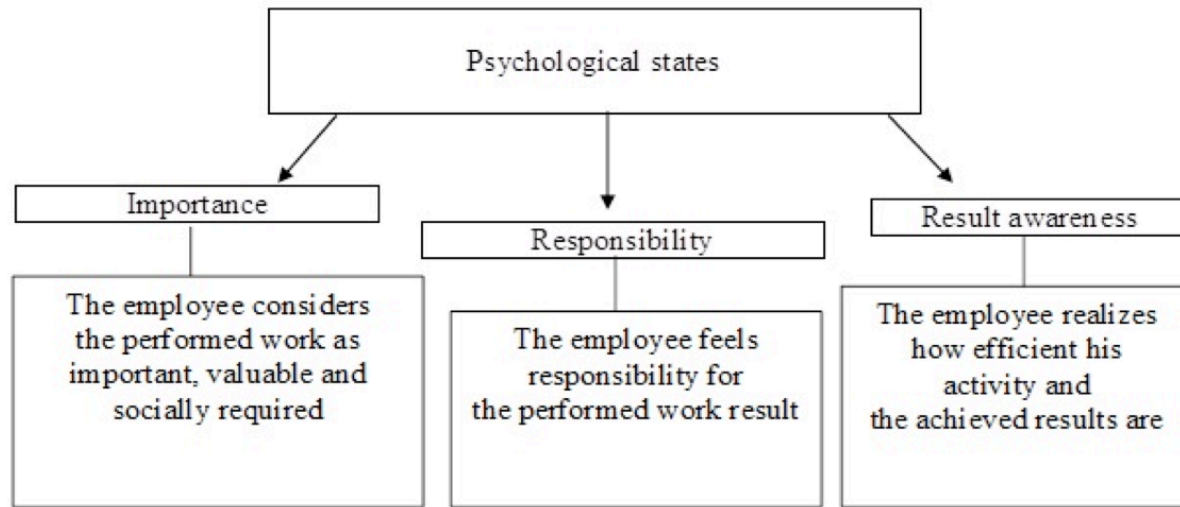 Psychological states
Importance
The employee considers
the performed work as
important, valuable and
socially required
Responsibility
The employee feels
responsibility for
the performed work result
Result awareness
The employee realizes
how efficient his
activity and
the achieved results are